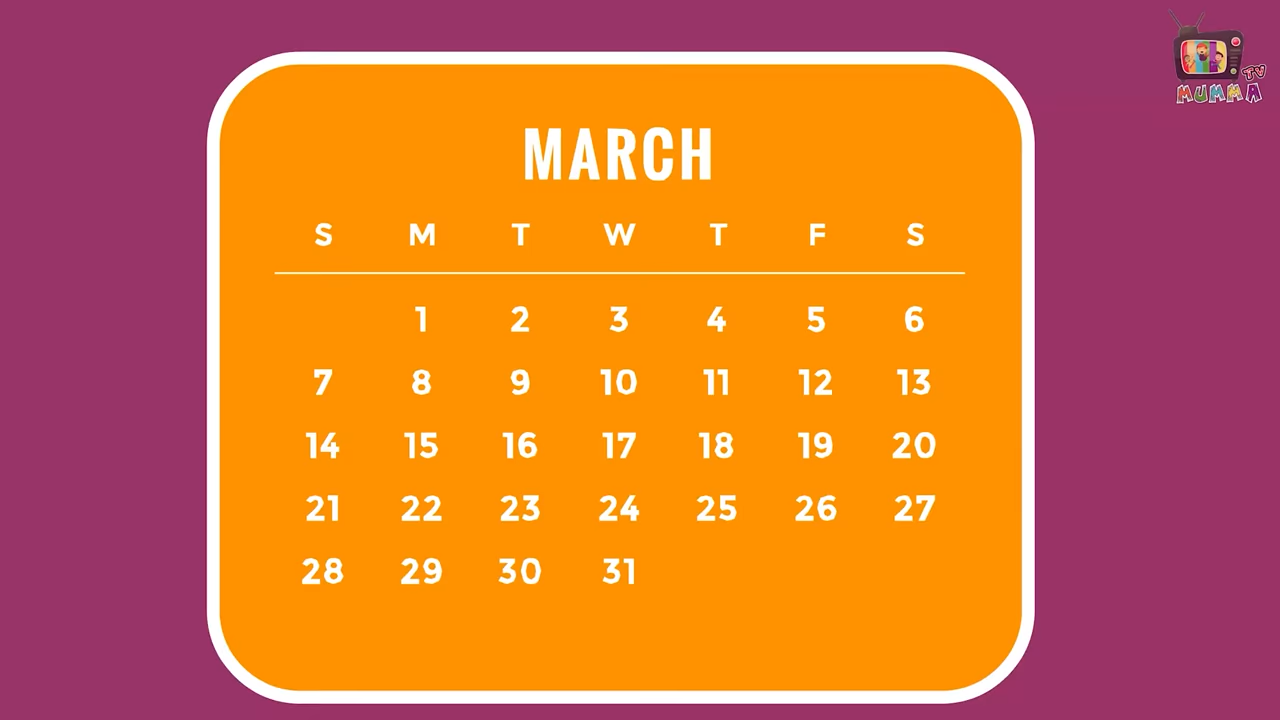 MARCH
S M T W T F S
1 2 3 4 5 6
7 8 9 10 11 12 13
14 15 16 17 18 19 20
21 22 23 24 25 26 27
28 29 30 31
TV
MUMMA